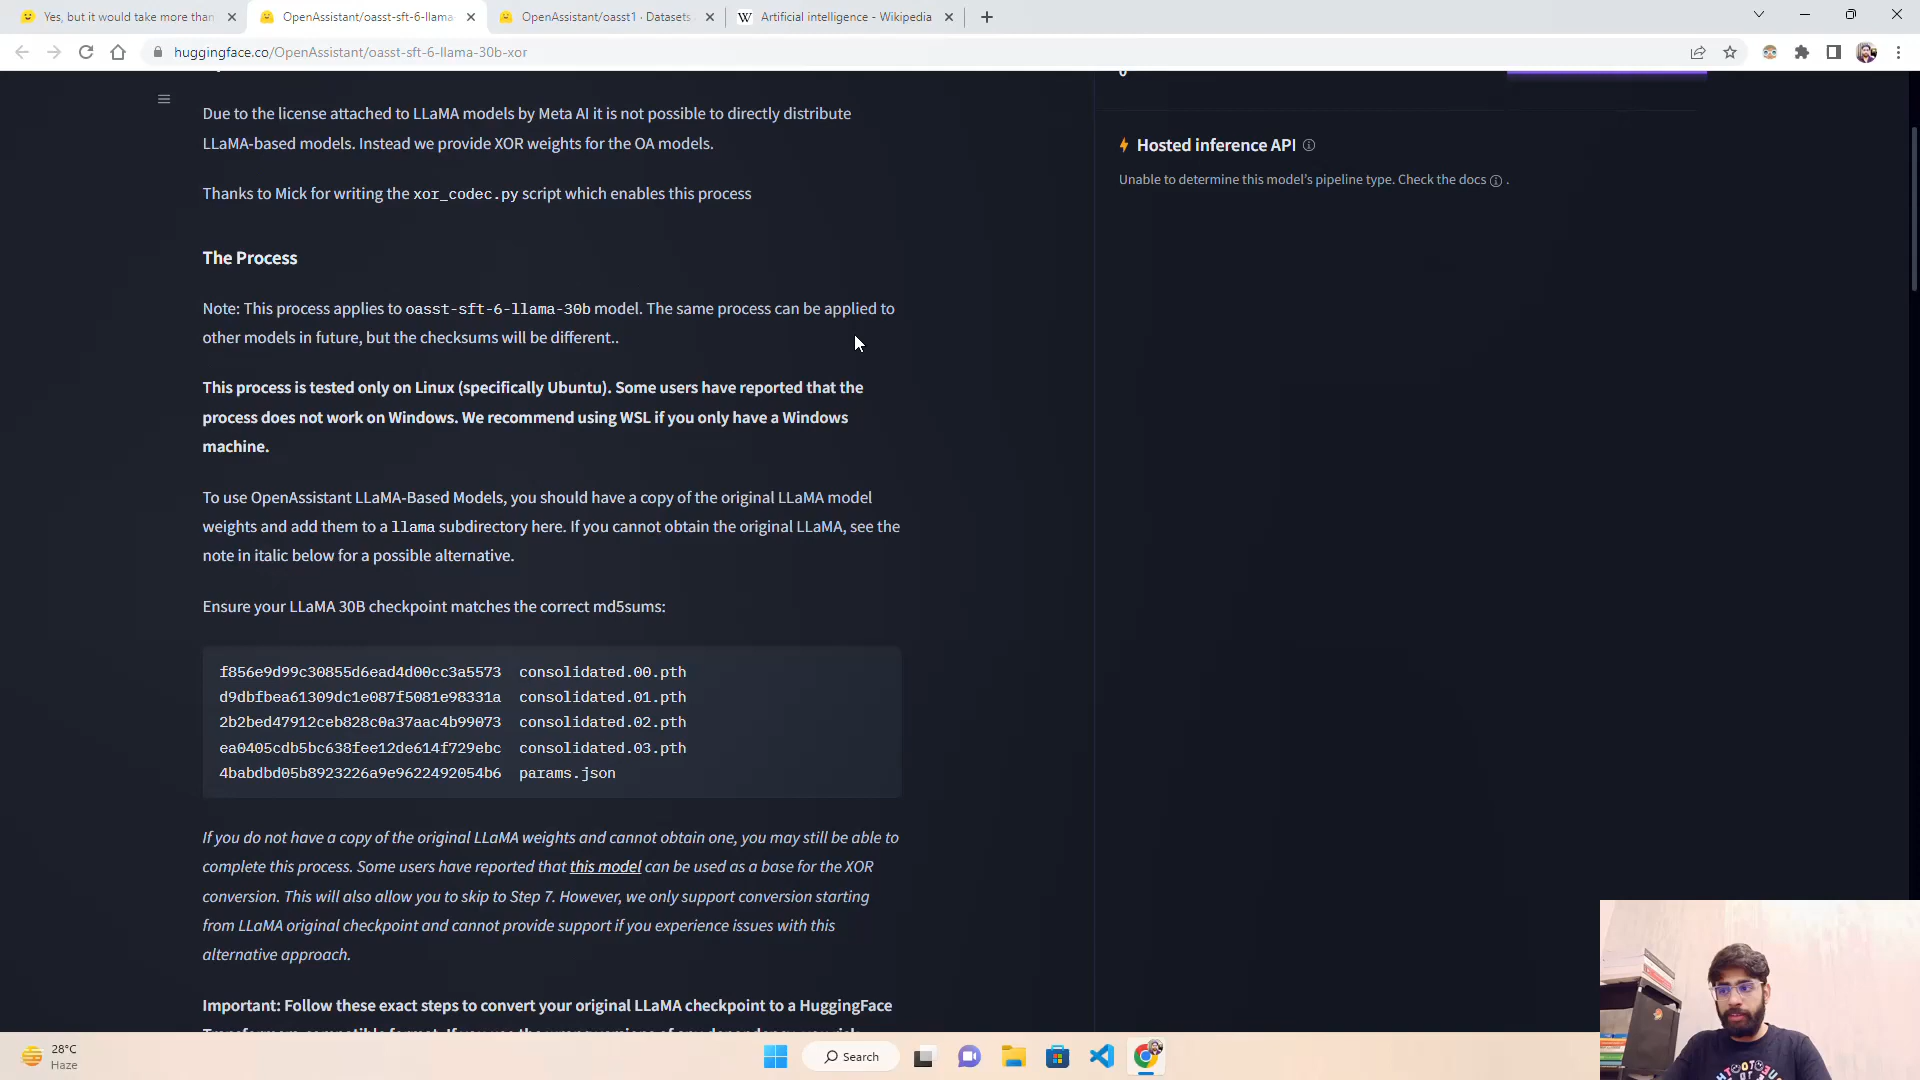 Yes, but it would take more than
OpenAssistant/oasst-sft-6-llama-
OpenAssistant/oasst1 · Datasets
Artificial intelligence - Wikipedia
huggingface.co/OpenAssistant/oasst-sft-6-llama-30b-xor
Due to the license attached to LLaMA models by Meta AI it is not possible to directly distribute
LLaMA-based models. Instead we provide XOR weights for the OA models.
Thanks to Mick for writing the xor_codec.py script which enables this process
The Process
Note: This process applies to oasst-sft-6-llama-30b model. The same process can be applied to
other models in future, but the checksums will be different..
This process is tested only on Linux (specifically Ubuntu). Some users have reported that the
process does not work on Windows. We recommend using WSL if you only have a Windows
machine.
To use OpenAssistant LLaMA-Based Models, you should have a copy of the original LLaMA model
weights and add them to a llama subdirectory here. If you cannot obtain the original LLaMA, see the
note in italic below for a possible alternative.
Ensure your LLaMA 30B checkpoint matches the correct md5sums:
f856e9d99c30855d6ead4d00cc3a5573 consolidated.00.pth
d9dbfbea61309dc1e087f5081e98331a consolidated.01.pth
2b2bed47912ceb828c0a37aac4b99073 consolidated.02.pth
ea0405cdb5bc638fee12de614f729ebc consolidated.03.pth
4babdbd05b8923226a9e9622492054b6 params.json
If you do not have a copy of the original LLaMA weights and cannot obtain one, you may still be able to
complete this process. Some users have reported that this model can be used as a base for the XOR
conversion. This will also allow you to skip to Step 7. However, we only support conversion starting
from LLaMA original checkpoint and cannot provide support if you experience issues with this
alternative approach.
Important: Follow these exact steps to convert your original LLaMA checkpoint to a HuggingFace
Hosted inference API
Unable to determine this model's pipeline type. Check the docs .
28°C
Haze
Search